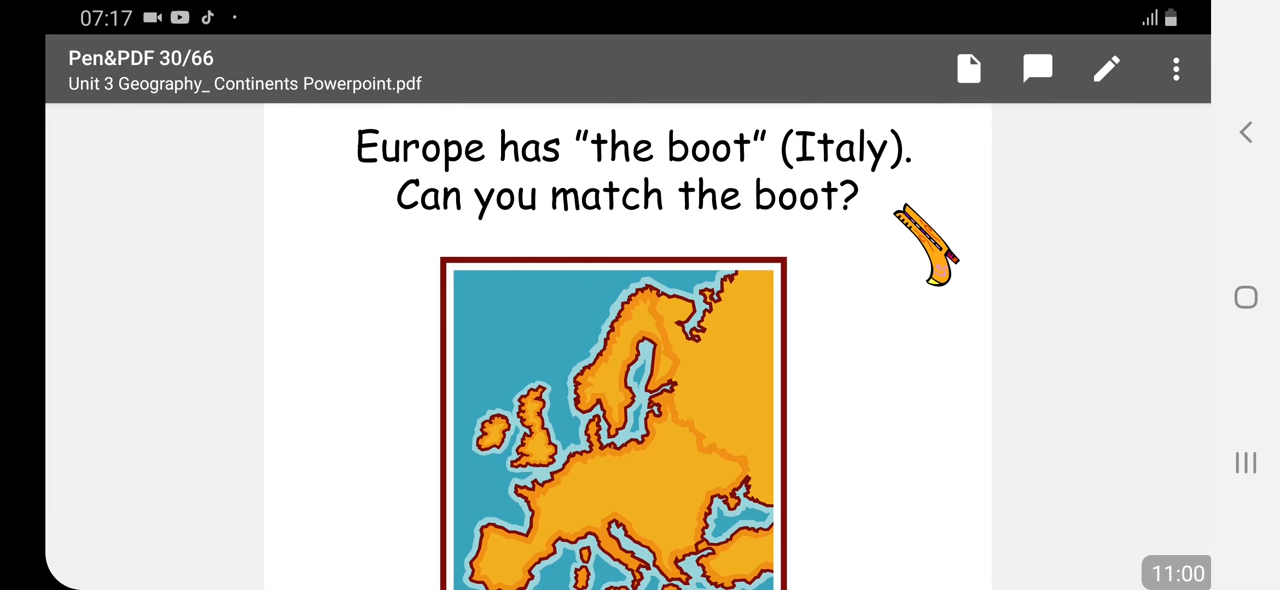 07:17
Pen&PDF 30/66
Unit 3 Geography_ Continents Powerpoint.pdf
Europe has "the boot" (Italy).
Can you match the boot?
11:00